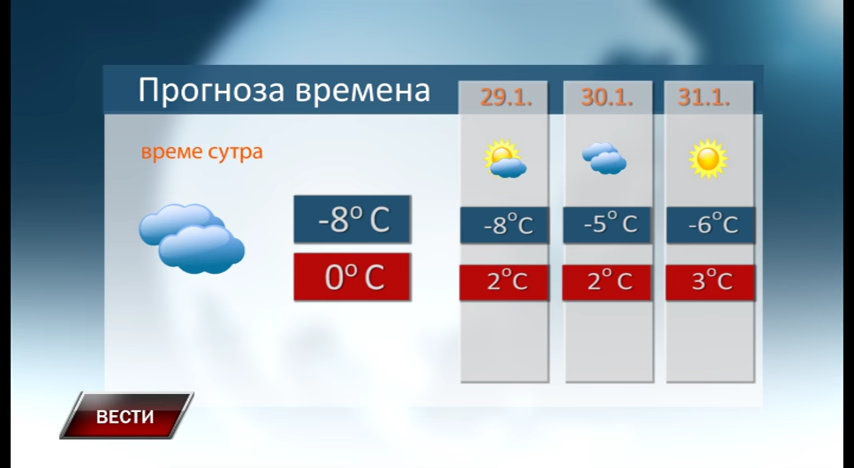 Прогноза времена
време сутра
-8° C
0° C
29.1. 30.1. 31.1.
-8°C -5°C -6°C
2°C 2°C 3°C
ВЕСТИ